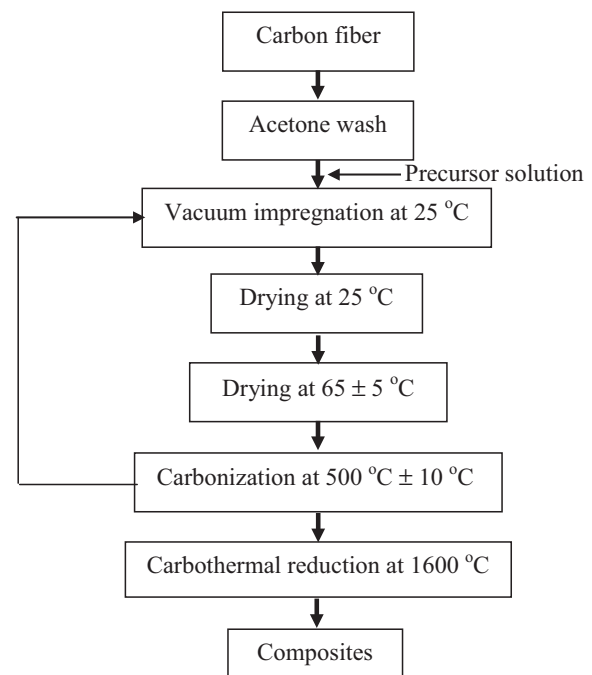 Carbon fiber
Acetone wash
Precursor solution
Vacuum impregnation at 25 °C
Drying at 25 °C
Drying at 65 ± 5 °C
Carbonization at 500 °C ± 10 °C
Carbothermal reduction at 1600 °C
Composites